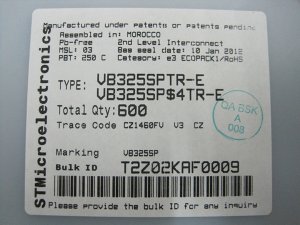 Manufactured under patents or patents pending
Assembled in: MOROCCO
Pb-free 2nd Level Interconnect
MSL: 03 Bag seal date: 10 Jan 2012
PBT: 250 C Category: e3 ECOPACK1/RoHS
TYPE: VB325SPTR-E
VB325SP$4TR-E
Total Qty: 600
Trace Code CZ1460FV V3 CZ
Marking VB325SP
Bulk ID T2Z02KAF0009
Please provide the bulk ID for any inquiry
STMicroelectronics
QA BSK
A
008